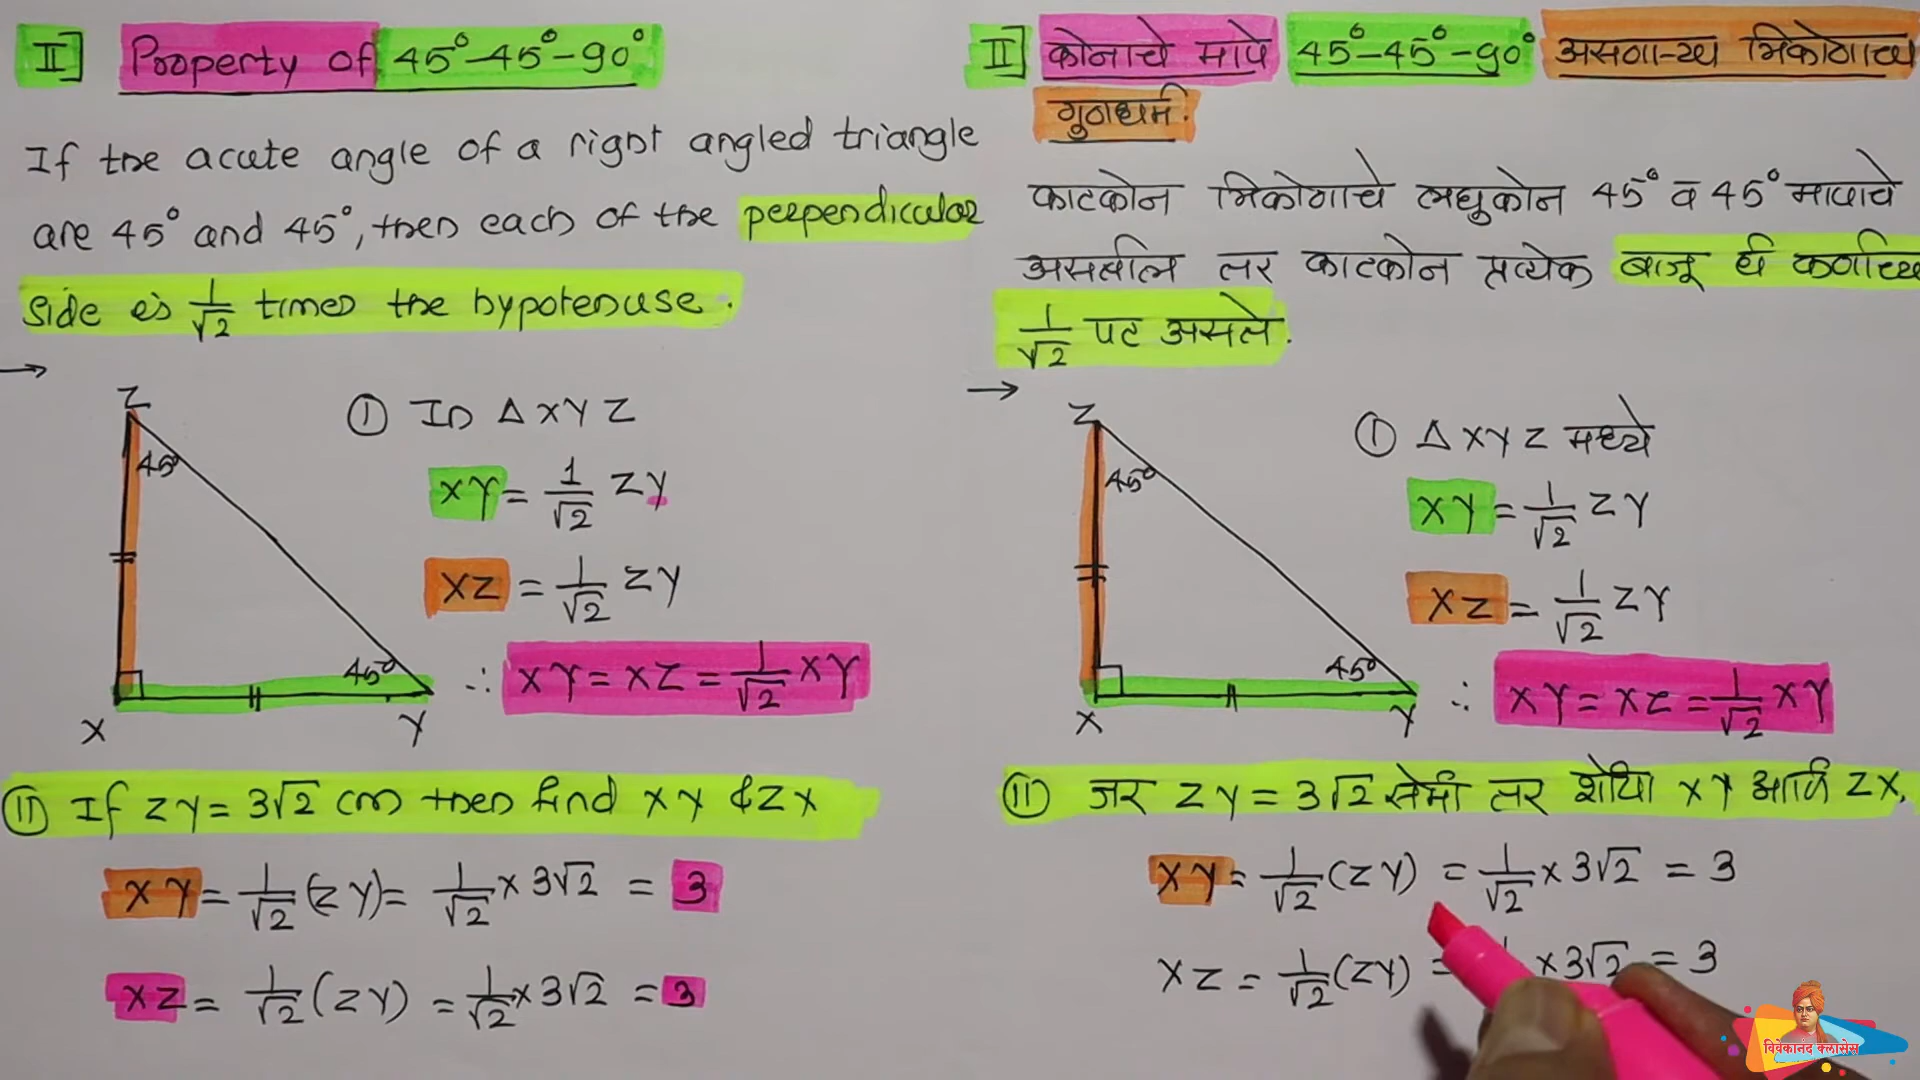 II] Property of 45°-45°-90°
If the acute angle of a right angled triangle
are 45° and 45°, then each of the perpendicular
side is 1/√2 times the hypotenuse.
→
Z
45°
45°
X
Y
① In △XYZ
XY = 1/√2 ZY
XZ = 1/√2 ZY
∴ XY = XZ = 1/√2 XY
Ⅱ If ZY = 3√2 cm then find XY & ZX
XY = 1/√2 (ZY) = 1/√2 × 3√2 = 3
XZ = 1/√2 (ZY) = 1/√2 × 3√2 = 3
II] कोनाचे मापे 45°-45°-90° असणा-या त्रिकोणाच्या
गुणधर्म.
काटकोन त्रिकोणाचे लघुकोन 45° व 45° मापाचे
असतील तर काटकोन प्रत्येक बाजू ही कर्णाच्या
1/√2 पट असते.
→
Z
45°
45°
X
Y
① △XYZ मध्ये
XY = 1/√2 ZY
XZ = 1/√2 ZY
∴ XY = XZ = 1/√2 XY
Ⅱ जर ZY = 3√2 सेमी तर शोधा XY आणि ZX.
XY = 1/√2 (ZY) = 1/√2 × 3√2 = 3
XZ = 1/√2 (ZY) = × 3√2 = 3
विवेकानंद क्लासेस